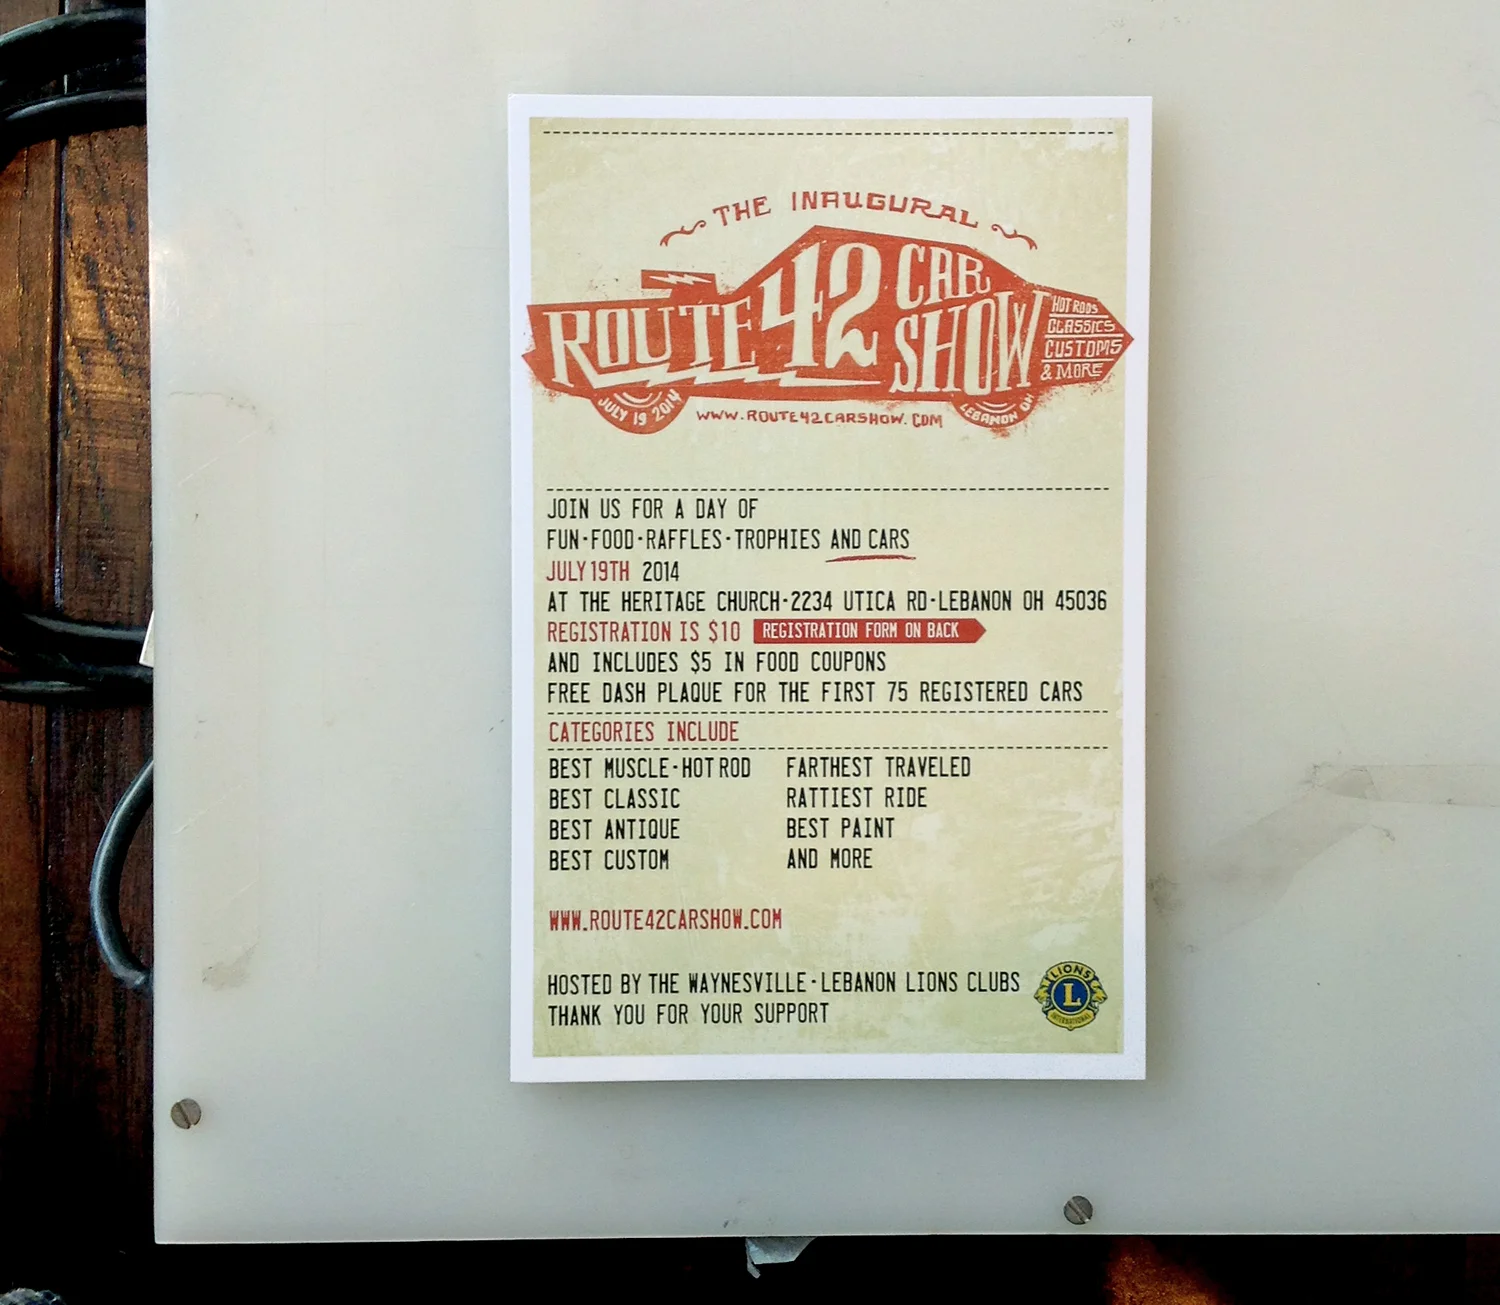 THE INAUGURAL
ROUTE 42 CAR SHOW
HOT RODS
CLASSICS
CUSTOMS
& MORE
JULY 19 2014
WWW.ROUTE42CARSHOW.COM
LEBANON OH
JOIN US FOR A DAY OF
FUN·FOOD·RAFFLES·TROPHIES AND CARS
JULY 19TH 2014
AT THE HERITAGE CHURCH·2234 UTICA RD·LEBANON OH 45036
REGISTRATION IS $10 REGISTRATION FORM ON BACK
AND INCLUDES $5 IN FOOD COUPONS
FREE DASH PLAQUE FOR THE FIRST 75 REGISTERED CARS
CATEGORIES INCLUDE
BEST MUSCLE·HOT ROD
BEST CLASSIC
BEST ANTIQUE
BEST CUSTOM
FARTHEST TRAVELED
RATTIEST RIDE
BEST PAINT
AND MORE
WWW.ROUTE42CARSHOW.COM
HOSTED BY THE WAYNESVILLE·LEBANON LIONS CLUBS
THANK YOU FOR YOUR SUPPORT
LIONS
L
INTERNATIONAL